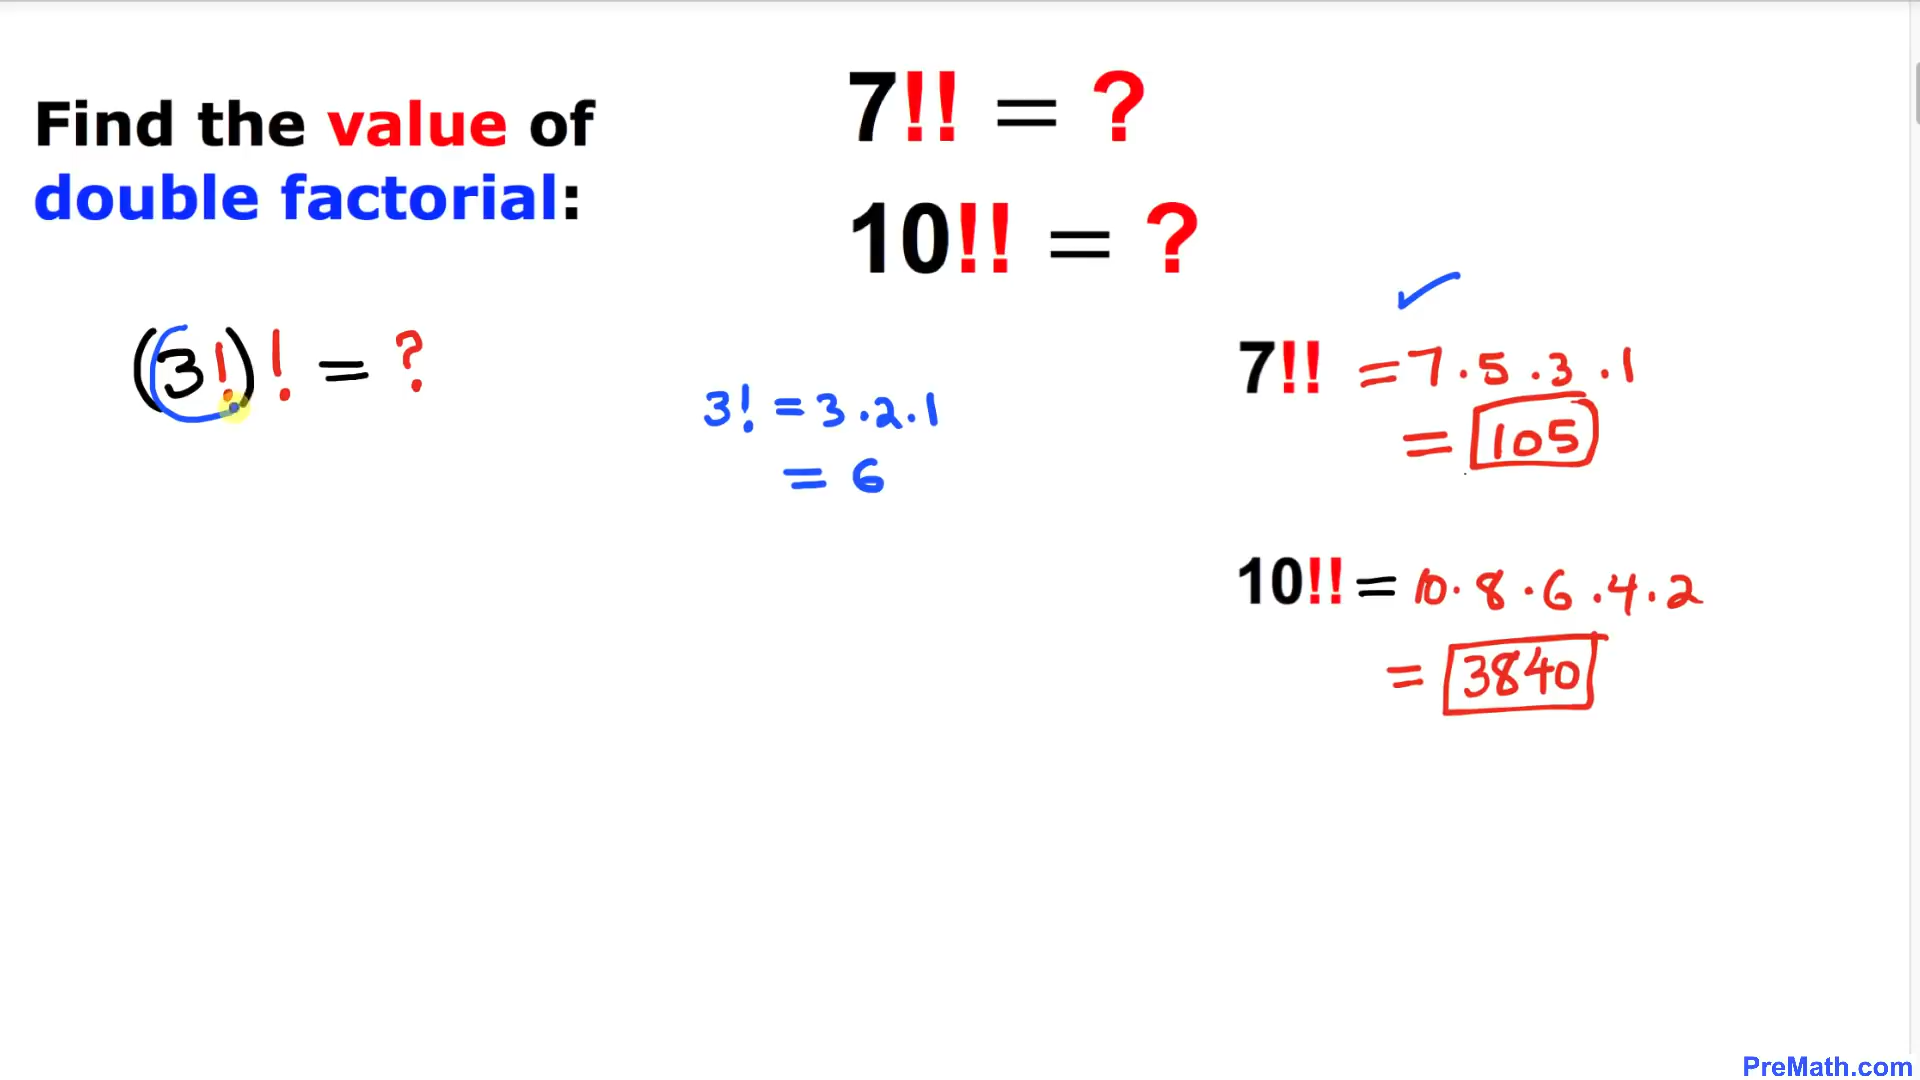 Find the value of
double factorial:
7!! = ?
10!! = ?
(3!)! = ?
3! = 3 · 2 · 1
= 6
7!! = 7 · 5 · 3 · 1
= 105
10!! = 10 · 8 · 6 · 4 · 2
= 3840
PreMath.com